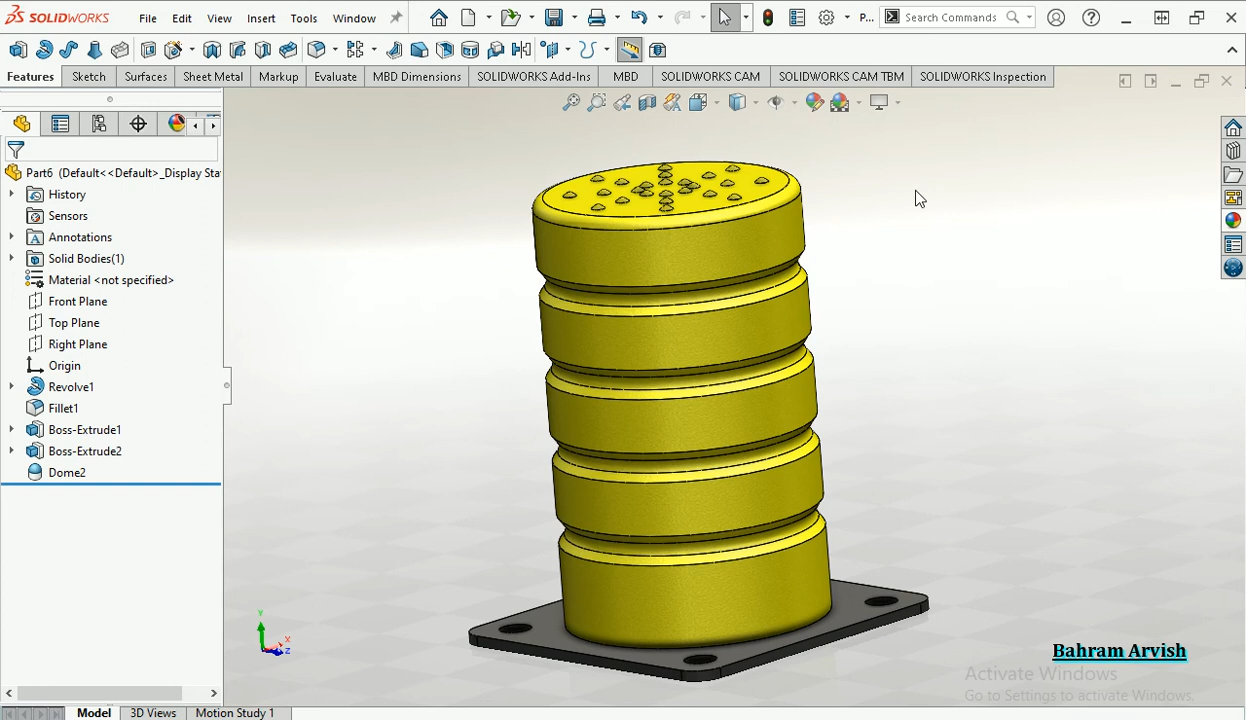 SOLIDWORKS File Edit View Insert Tools Window P... Search Commands
Features Sketch Surfaces Sheet Metal Markup Evaluate MBD Dimensions SOLIDWORKS Add-Ins MBD SOLIDWORKS CAM SOLIDWORKS CAM TBM SOLIDWORKS Inspection
Part6 (Default<<Default>_Display Sta
History
Sensors
Annotations
Solid Bodies(1)
Material <not specified>
Front Plane
Top Plane
Right Plane
Origin
Revolve1
Fillet1
Boss-Extrude1
Boss-Extrude2
Dome2
Y
X
Z
Bahram Arvish
Activate Windows
Go to Settings to activate Windows.
Model 3D Views Motion Study 1